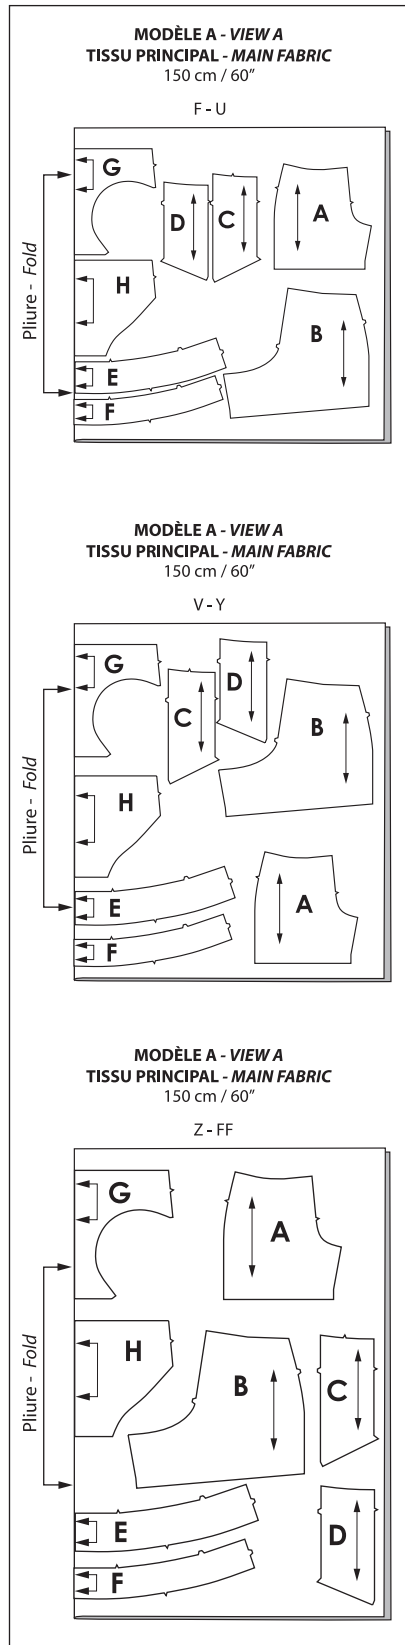 MODÈLE A - VIEW A
TISSU PRINCIPAL - MAIN FABRIC
150 cm / 60"
F - U
G
D
C
A
H
B
E
F
Pliure - Fold
MODÈLE A - VIEW A
TISSU PRINCIPAL - MAIN FABRIC
150 cm / 60"
V - Y
G
C
D
B
H
E
A
F
Pliure - Fold
MODÈLE A - VIEW A
TISSU PRINCIPAL - MAIN FABRIC
150 cm / 60"
Z - FF
G
A
H
B
C
E
D
F
Pliure - Fold